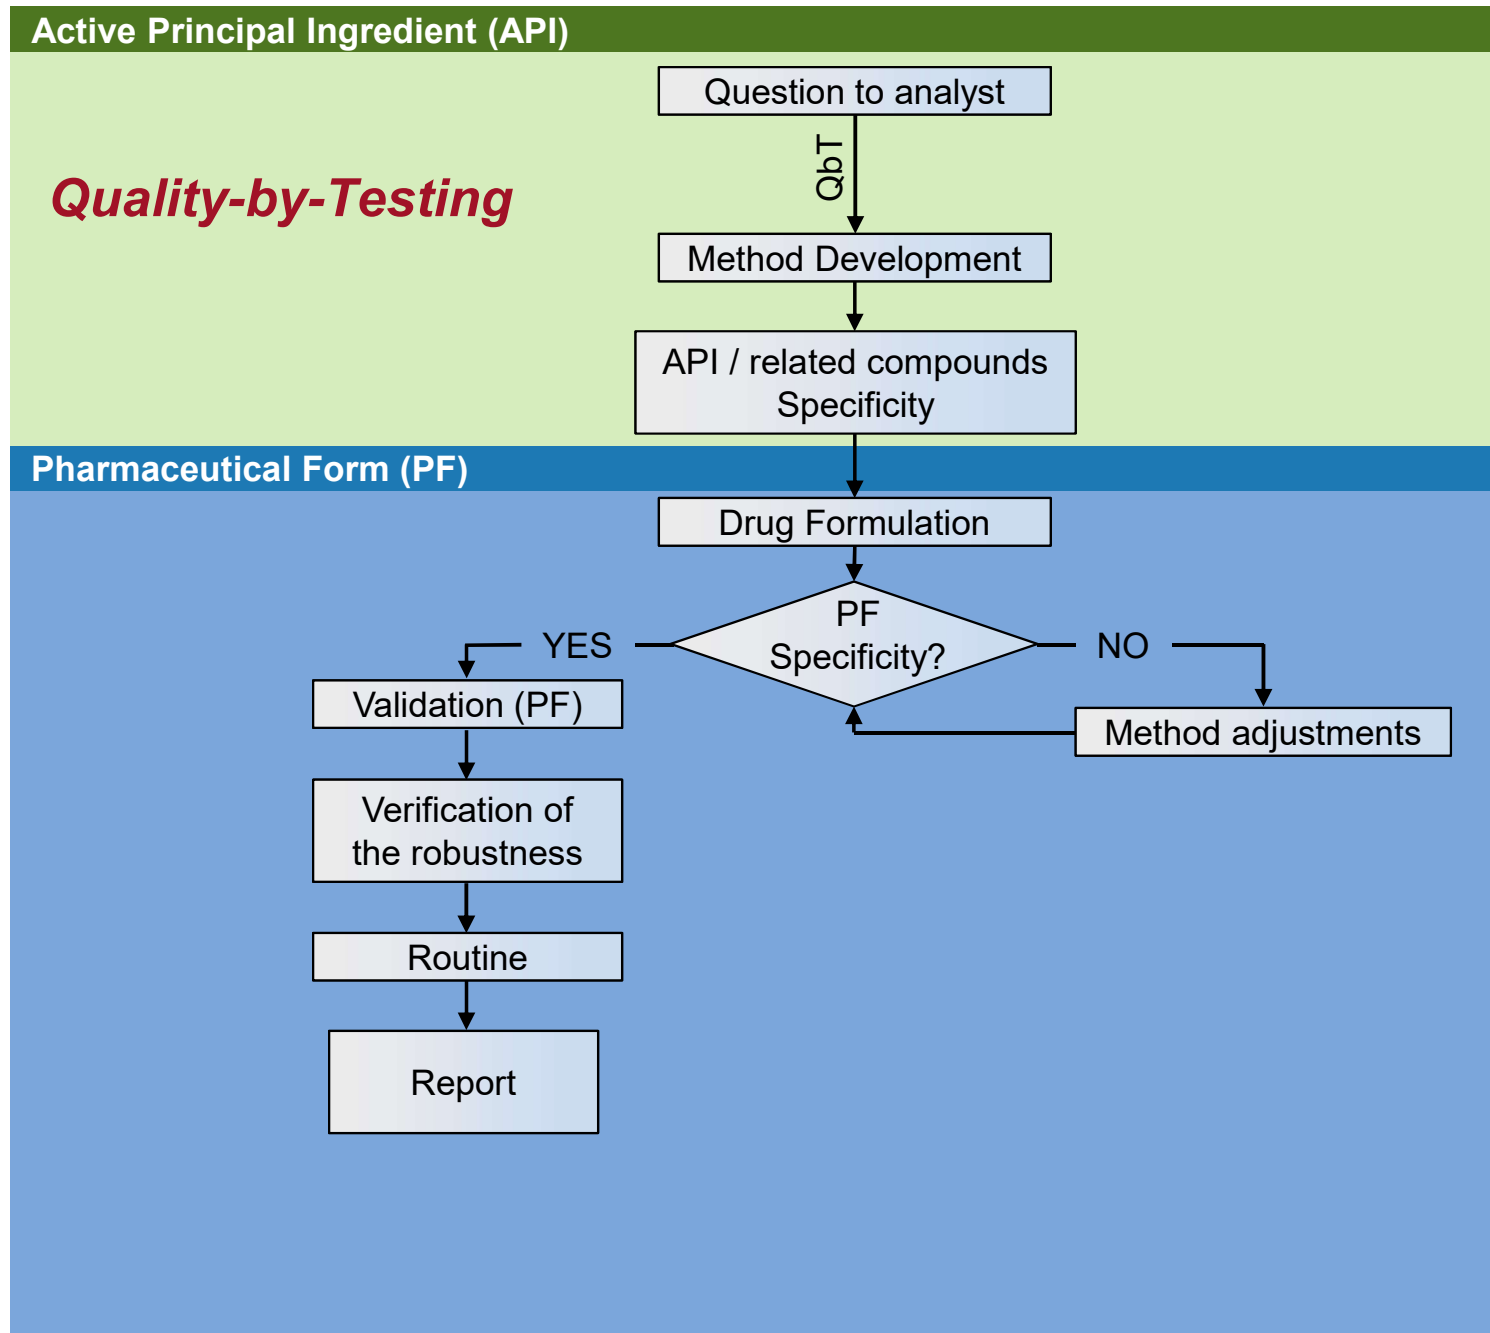 Active Principal Ingredient (API)
Question to analyst
QbT
Quality-by-Testing
Method Development
API / related compounds
Specificity
Pharmaceutical Form (PF)
Drug Formulation
PF
Specificity?
YES
NO
Validation (PF)
Method adjustments
Verification of
the robustness
Routine
Report